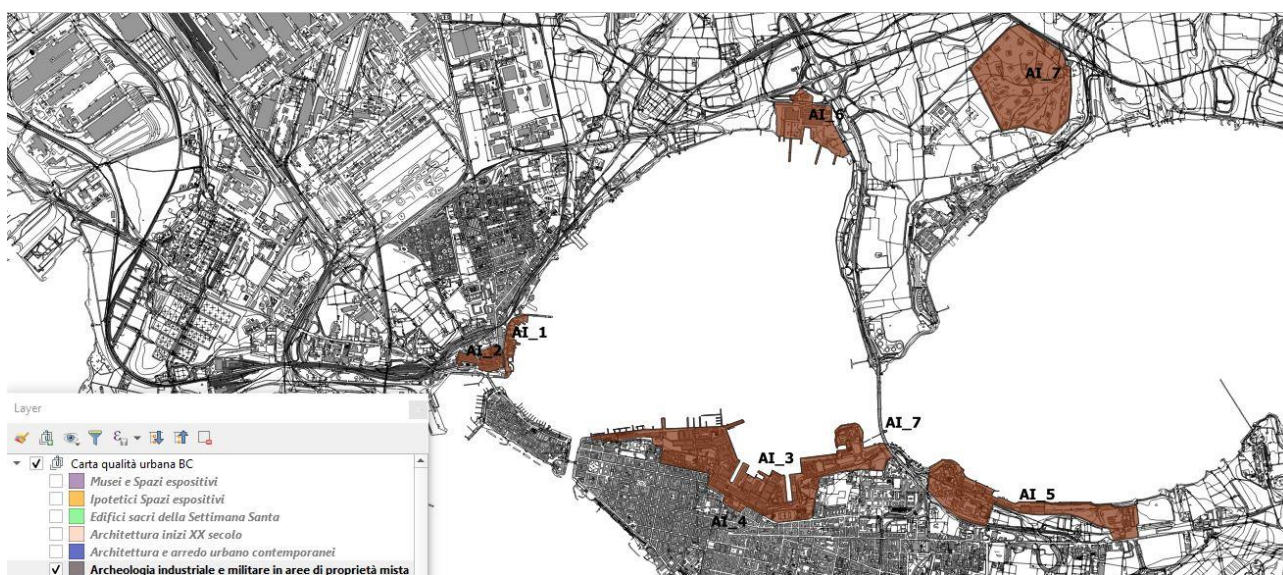 AI_7
AI_6
AI_1
AI_2
AI_7
AI_3
AI_4
AI_5
Layer
Carta qualità urbana BC
Musei e Spazi espositivi
Ipotetici Spazi espositivi
Edifici sacri della Settimana Santa
Architettura inizi XX secolo
Architettura e arredo urbano contemporanei
Archeologia industriale e militare in aree di proprietà mista